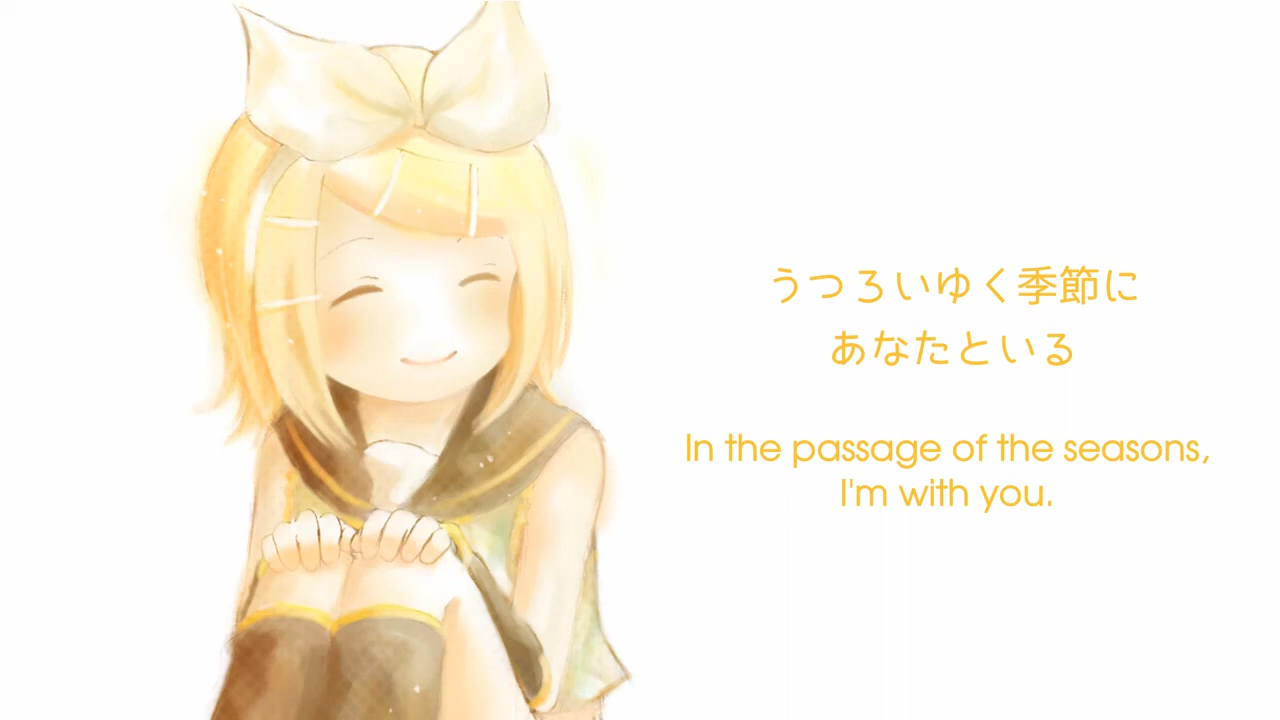 うつろいゆく季節に
あなたといる
In the passage of the seasons,
I'm with you.